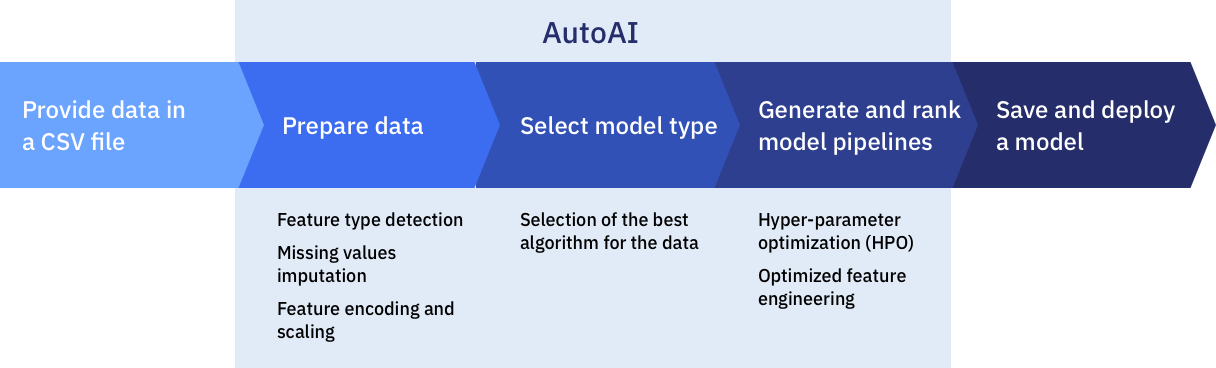 AutoAI
Provide data in
a CSV file
Prepare data
Select model type
Generate and rank
model pipelines
Save and deploy
a model
Feature type detection
Missing values
imputation
Feature encoding and
scaling
Selection of the best
algorithm for the data
Hyper-parameter
optimization (HPO)
Optimized feature
engineering